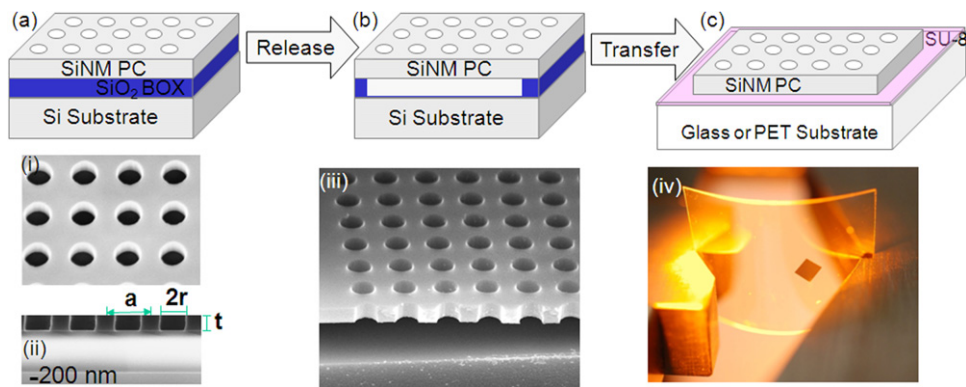 (a)
Release
(b)
Transfer
(c)
SU-8
SiNM PC
SiO2 BOX
Si Substrate
SiNM PC
Si Substrate
SiNM PC
Glass or PET Substrate
(i)
(iii)
(iv)
a
2r
t
(ii)
200 nm